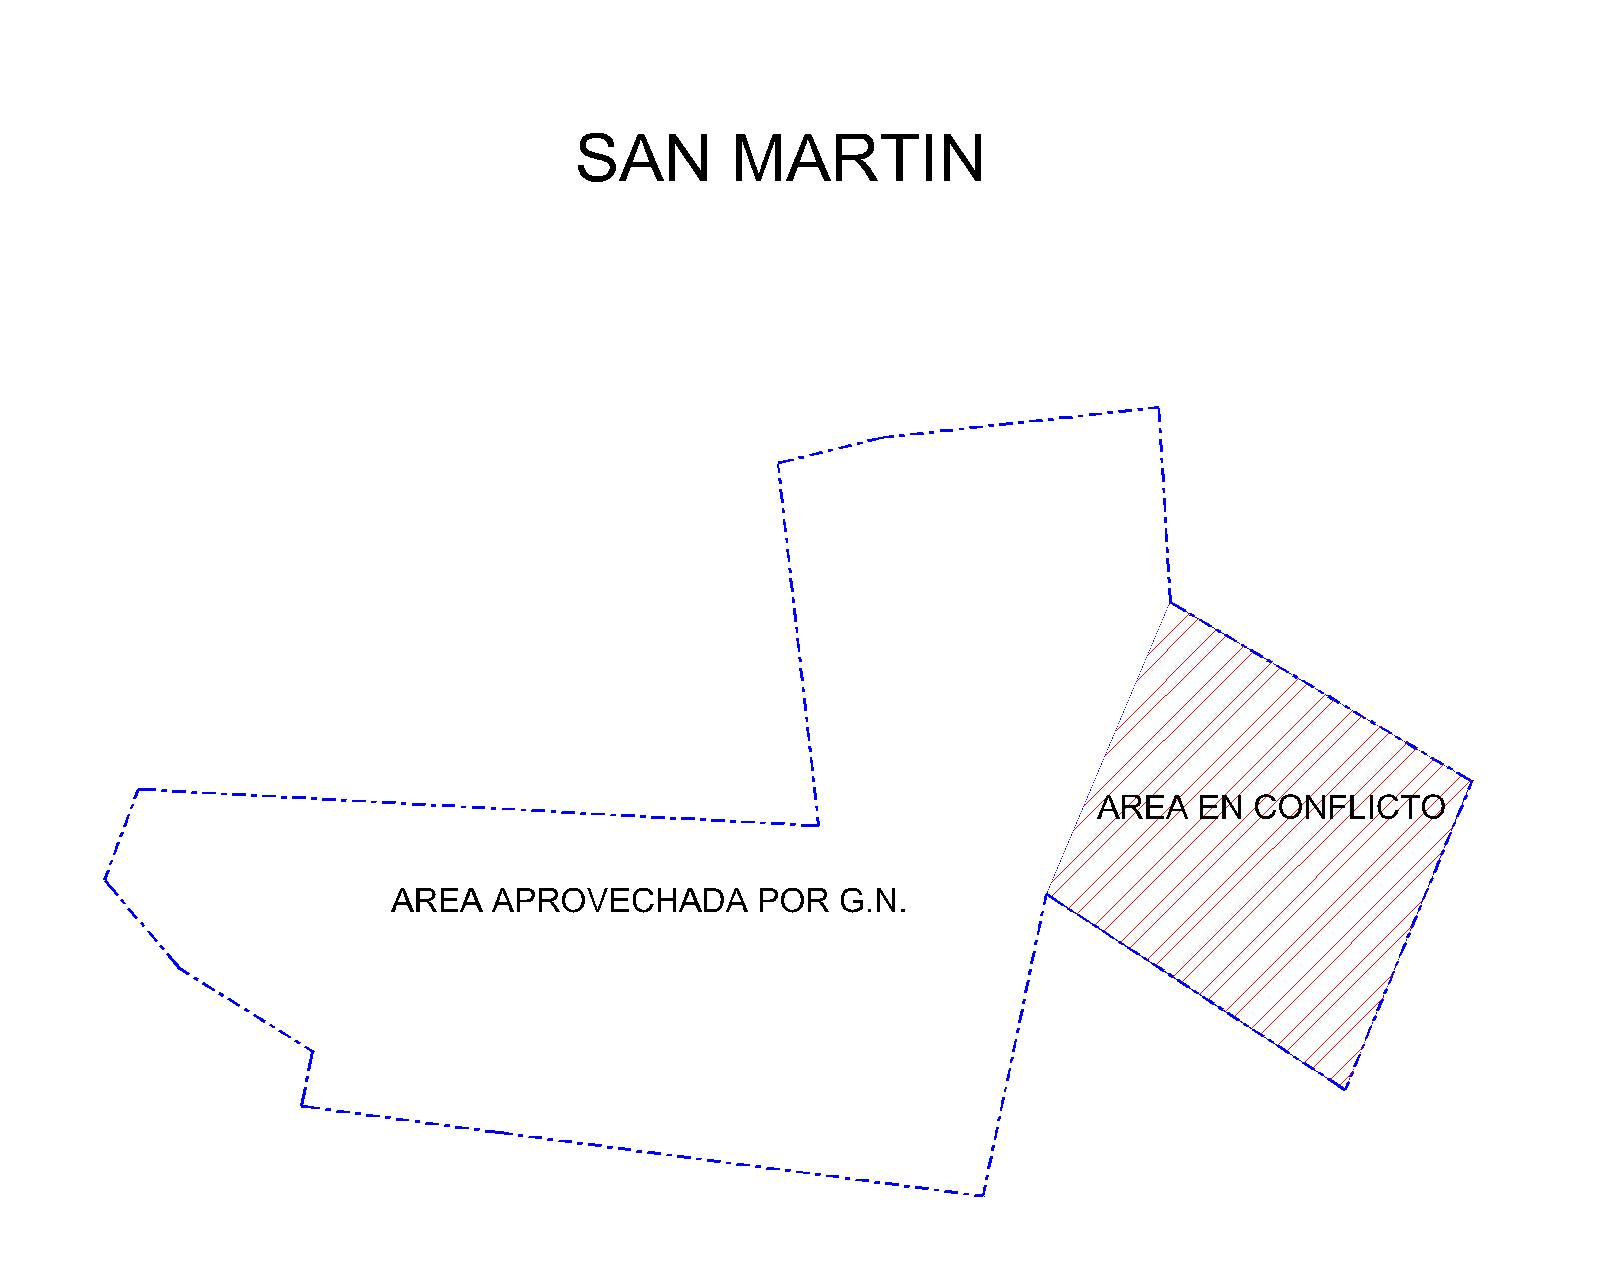 SAN MARTIN
AREA EN CONFLICTO
AREA APROVECHADA POR G.N.